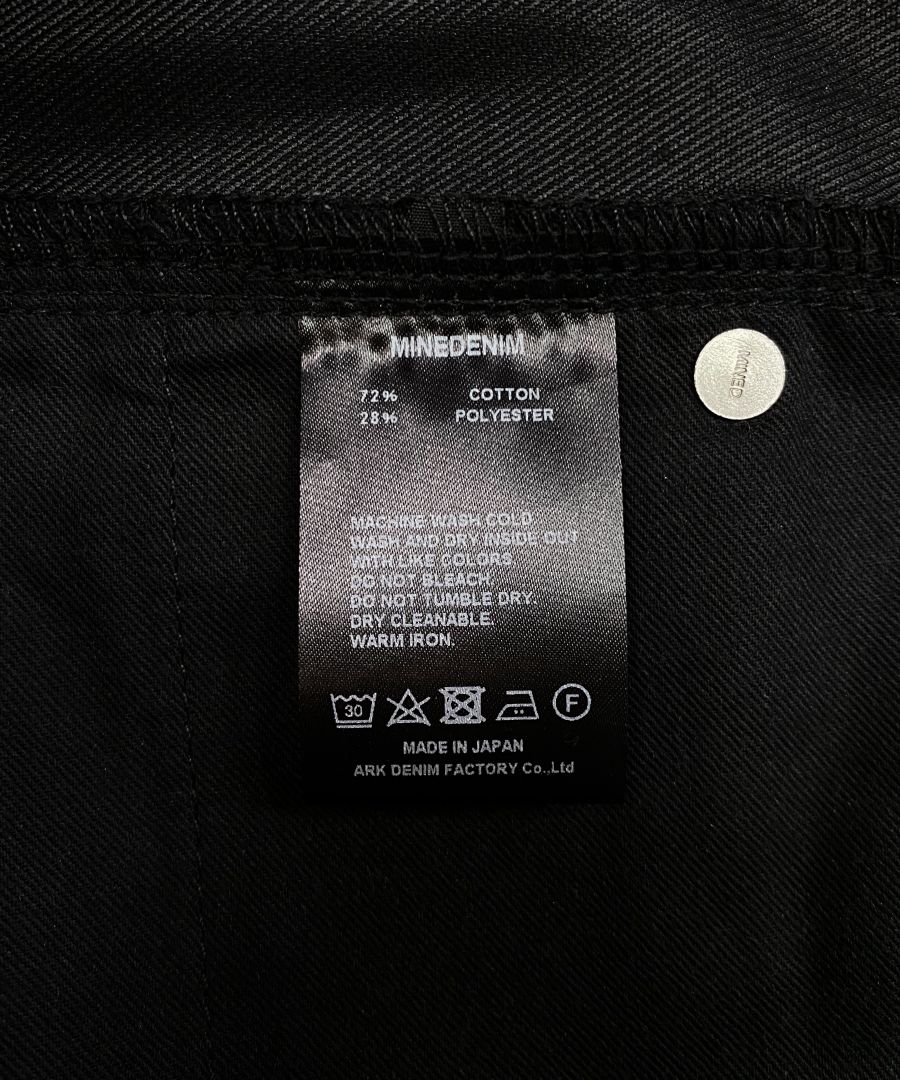 MINEDENIM
72% COTTON
28% POLYESTER
MACHINE WASH COLD
WASH AND DRY INSIDE OUT
WITH LIKE COLORS
DO NOT BLEACH.
DO NOT TUMBLE DRY.
DRY CLEANABLE.
WARM IRON.
30
F
MADE IN JAPAN
ARK DENIM FACTORY Co.,Ltd
MINED